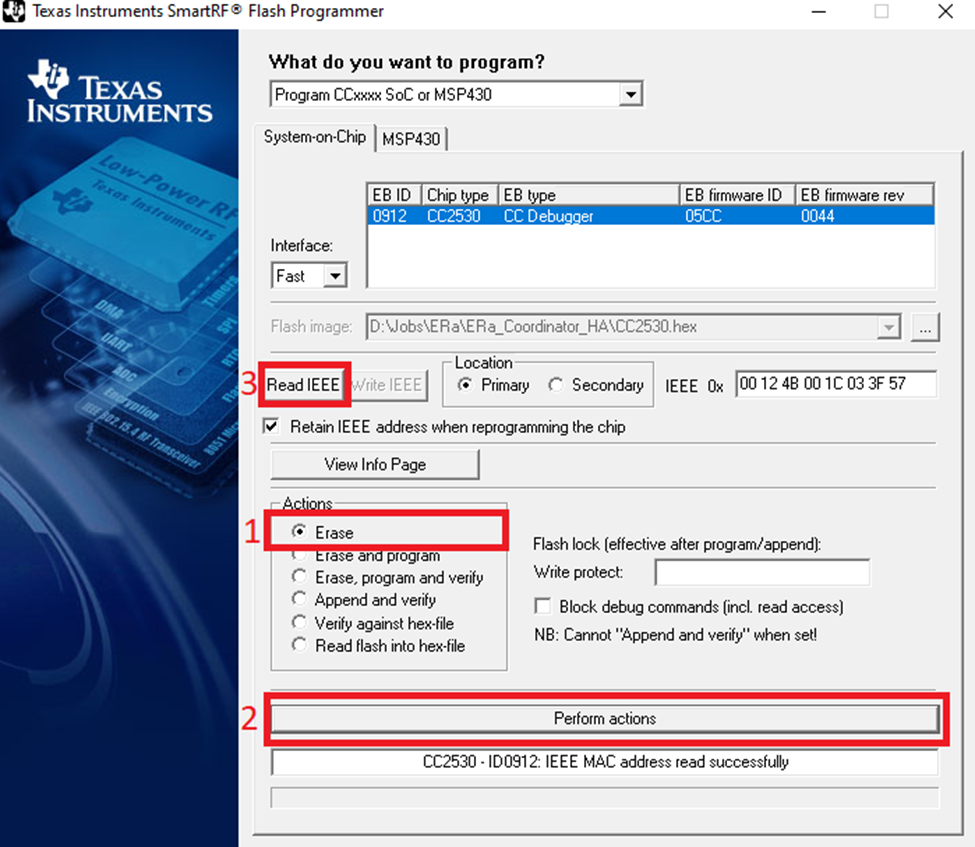 Texas Instruments SmartRF® Flash Programmer
TEXAS
INSTRUMENTS
Low-Power RF
Texas Instruments
DMA
UART
ADC
Encryption
IEEE 802.15.4 RF Transceiver
Timers
SPI
RTC
8051 Mic
What do you want to program?
Program CCxxxx SoC or MSP430
System-on-Chip MSP430
EB ID Chip type EB type EB firmware ID EB firmware rev
0912 CC2530 CC Debugger 05CC 0044
Interface:
Fast
Flash image: D:\Jobs\ERa\ERa_Coordinator_HA\CC2530.hex ...
3 Read IEEE Write IEEE
Location
Primary Secondary
IEEE 0x 00 12 4B 00 1C 03 3F 57
Retain IEEE address when reprogramming the chip
View Info Page
Actions
1 Erase
Erase and program
Erase, program and verify
Append and verify
Verify against hex-file
Read flash into hex-file
Flash lock (effective after program/append):
Write protect:
Block debug commands (incl. read access)
NB: Cannot "Append and verify" when set!
2 Perform actions
CC2530 - ID0912: IEEE MAC address read successfully